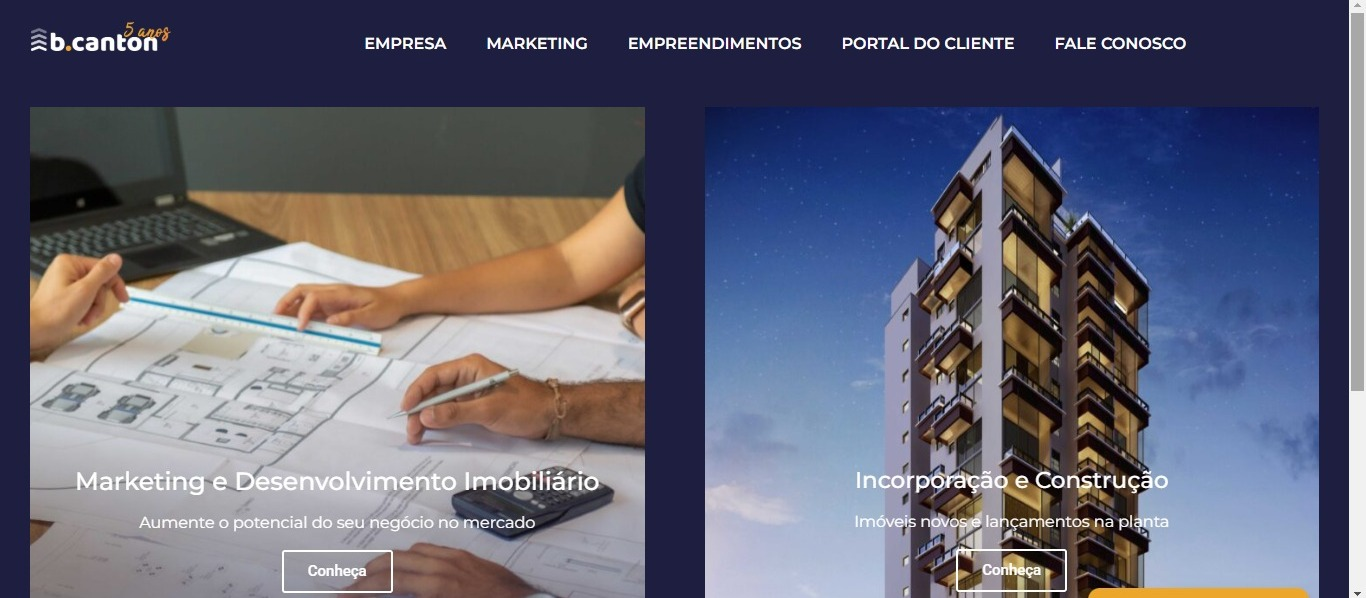 b.canton 5 anos
EMPRESA MARKETING EMPREENDIMENTOS PORTAL DO CLIENTE FALE CONOSCO
Marketing e Desenvolvimento Imobiliário
Aumente o potencial do seu negócio no mercado
Conheça
Incorporação e Construção
Imóveis novos e lançamentos na planta
Conheça